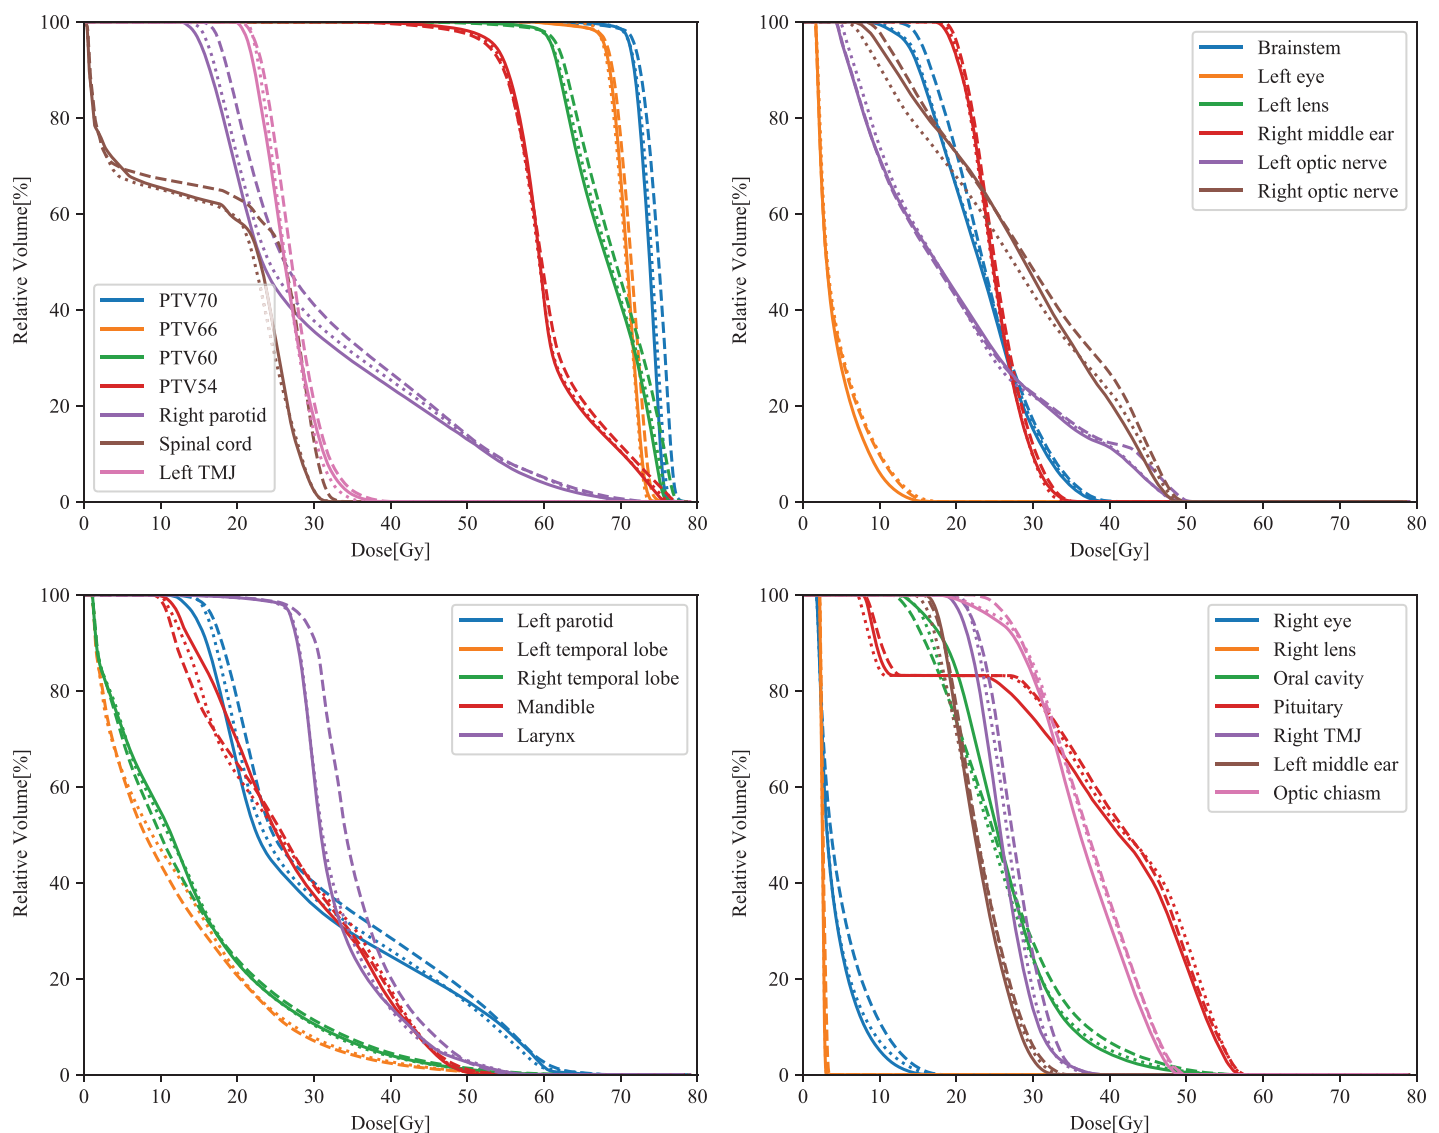 Relative Volume[%]
100
80
60
40
20
0
PTV70
PTV66
PTV60
PTV54
Right parotid
Spinal cord
Left TMJ
0 10 20 30 40 50 60 70 80
Dose[Gy]
Relative Volume[%]
100
80
60
40
20
0
Brainstem
Left eye
Left lens
Right middle ear
Left optic nerve
Right optic nerve
0 10 20 30 40 50 60 70 80
Dose[Gy]
Relative Volume[%]
100
80
60
40
20
0
Left parotid
Left temporal lobe
Right temporal lobe
Mandible
Larynx
0 10 20 30 40 50 60 70 80
Dose[Gy]
Relative Volume[%]
100
80
60
40
20
0
Right eye
Right lens
Oral cavity
Pituitary
Right TMJ
Left middle ear
Optic chiasm
0 10 20 30 40 50 60 70 80
Dose[Gy]